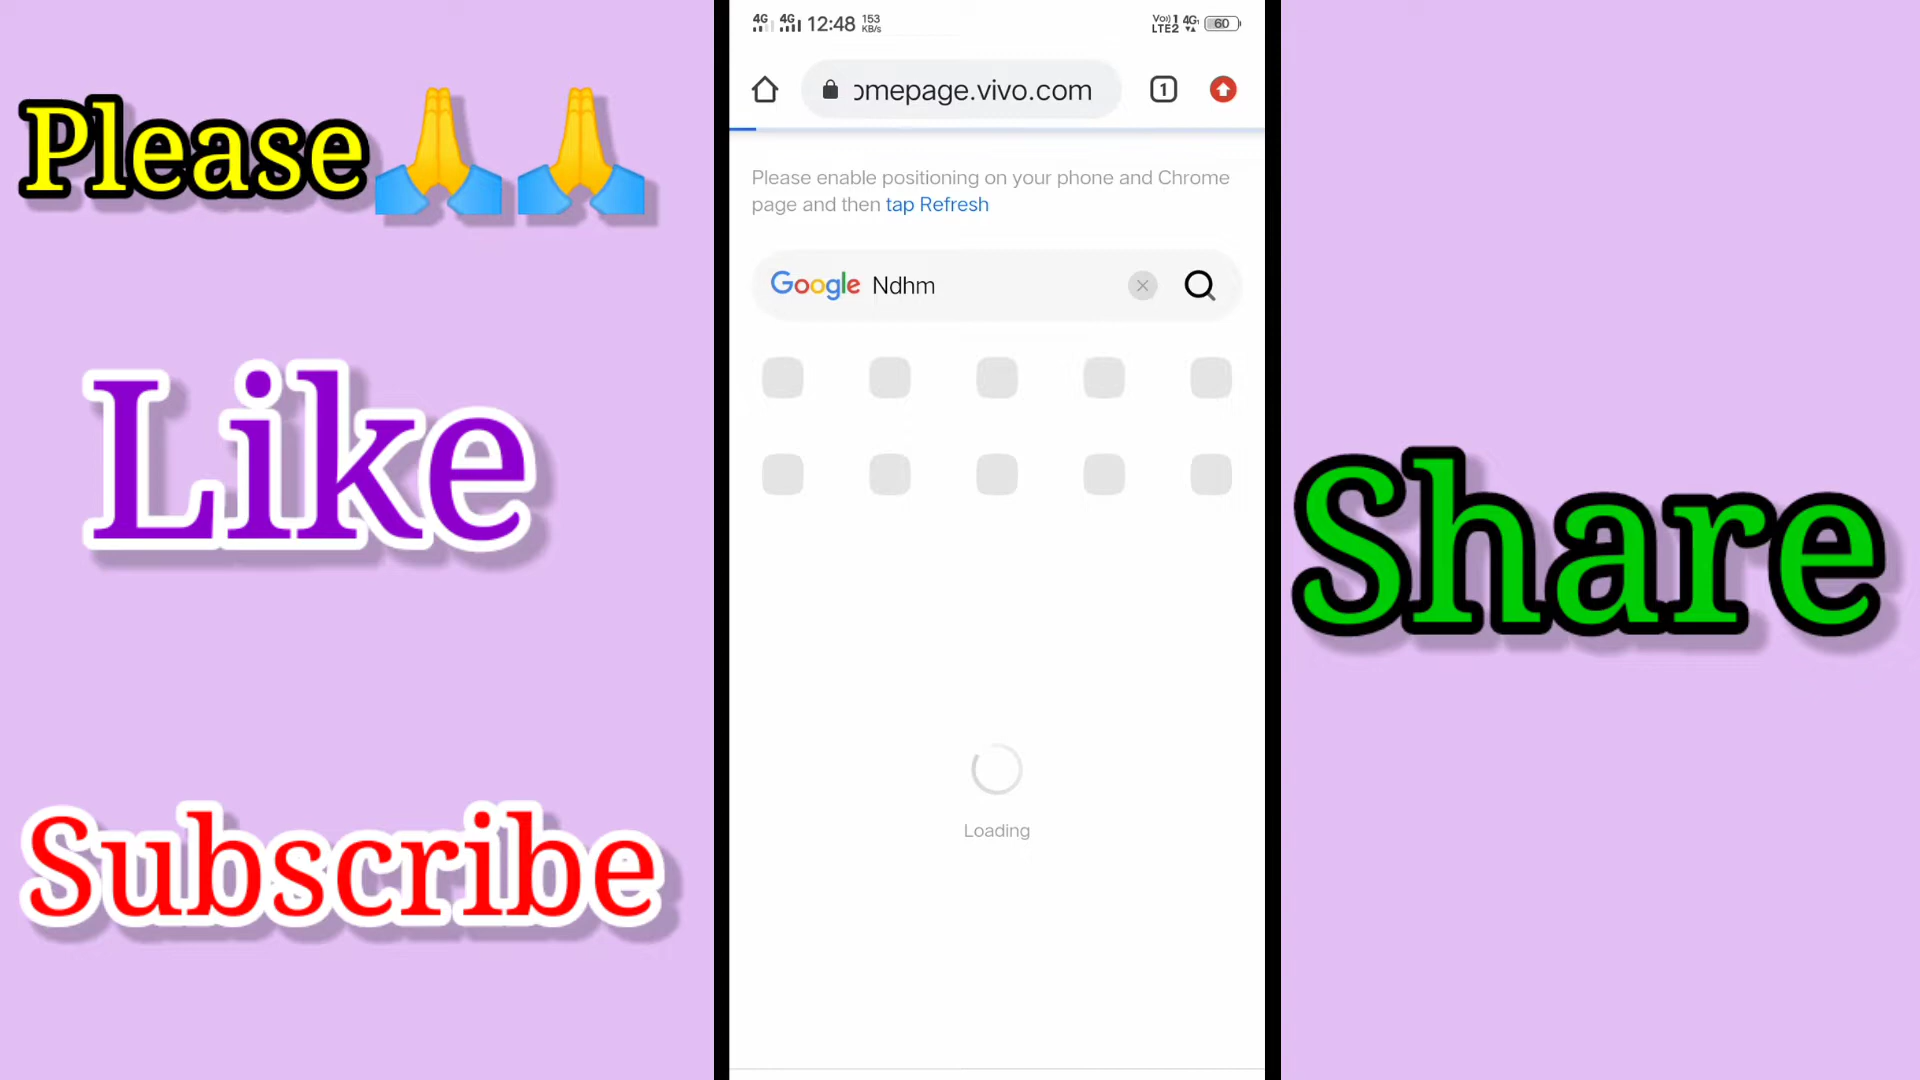 Please🙏🙏
Like
Subscribe
4G 4G 12:48 153 KB/s Vo) 1 LTE2 4G 60
omepage.vivo.com 1
Please enable positioning on your phone and Chrome
page and then tap Refresh
Google Ndhm
Loading
Share